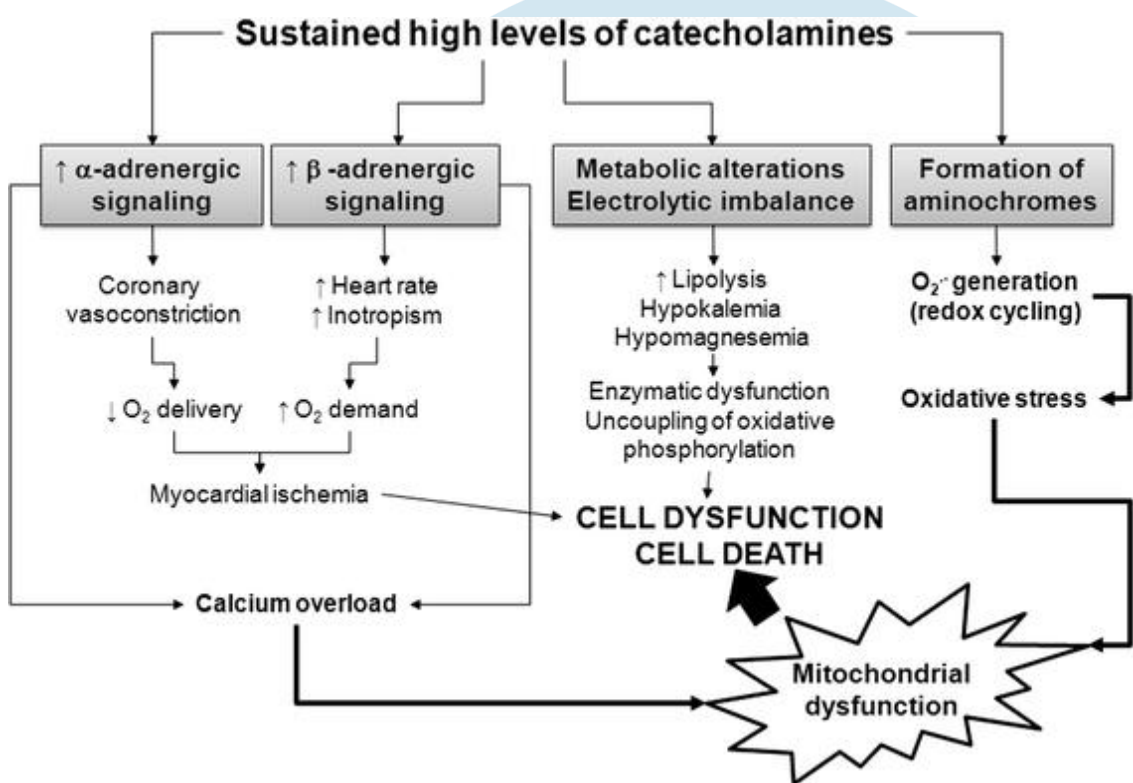 Sustained high levels of catecholamines
↑ α-adrenergic
signaling
↑ β -adrenergic
signaling
Metabolic alterations
Electrolytic imbalance
Formation of
aminochromes
Coronary
vasoconstriction
↑ Heart rate
↑ Inotropism
↑ Lipolysis
Hypokalemia
Hypomagnesemia
O₂·- generation
(redox cycling)
↓ O₂ delivery
↑ O₂ demand
Enzymatic dysfunction
Uncoupling of oxidative
phosphorylation
Oxidative stress
Myocardial ischemia
CELL DYSFUNCTION
CELL DEATH
Calcium overload
Mitochondrial
dysfunction